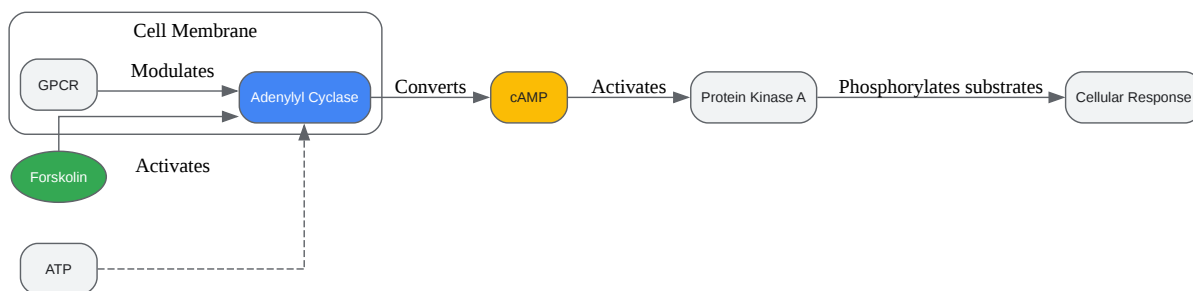 Cell Membrane
GPCR
Modulates
Adenylyl Cyclase
Converts
cAMP
Activates
Protein Kinase A
Phosphorylates substrates
Cellular Response
Forskolin
Activates
ATP